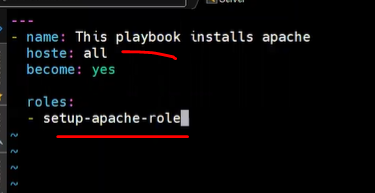 ---
- name: This playbook installs apache
hoste: all
become: yes
roles:
- setup-apache-role
~
~
~
~